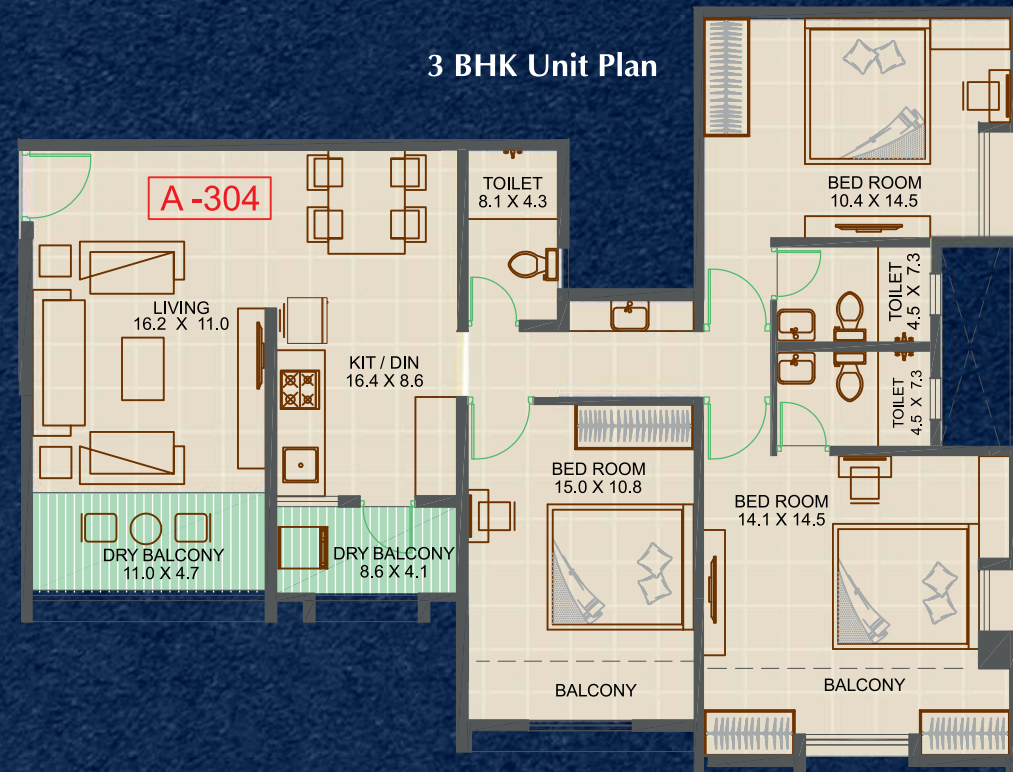 3 BHK Unit Plan
A -304
TOILET
8.1 X 4.3
BED ROOM
10.4 X 14.5
LIVING
16.2 X 11.0
KIT / DIN
16.4 X 8.6
TOILET
4.5 X 7.3
TOILET
4.5 X 7.3
BED ROOM
15.0 X 10.8
BED ROOM
14.1 X 14.5
DRY BALCONY
11.0 X 4.7
DRY BALCONY
8.6 X 4.1
BALCONY
BALCONY